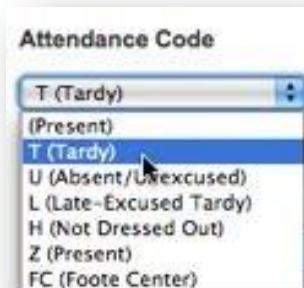 Attendance Code
T (Tardy)
(Present)
T (Tardy)
U (Absent/Unexcused)
L (Late-Excused Tardy)
H (Not Dressed Out)
Z (Present)
FC (Foote Center)